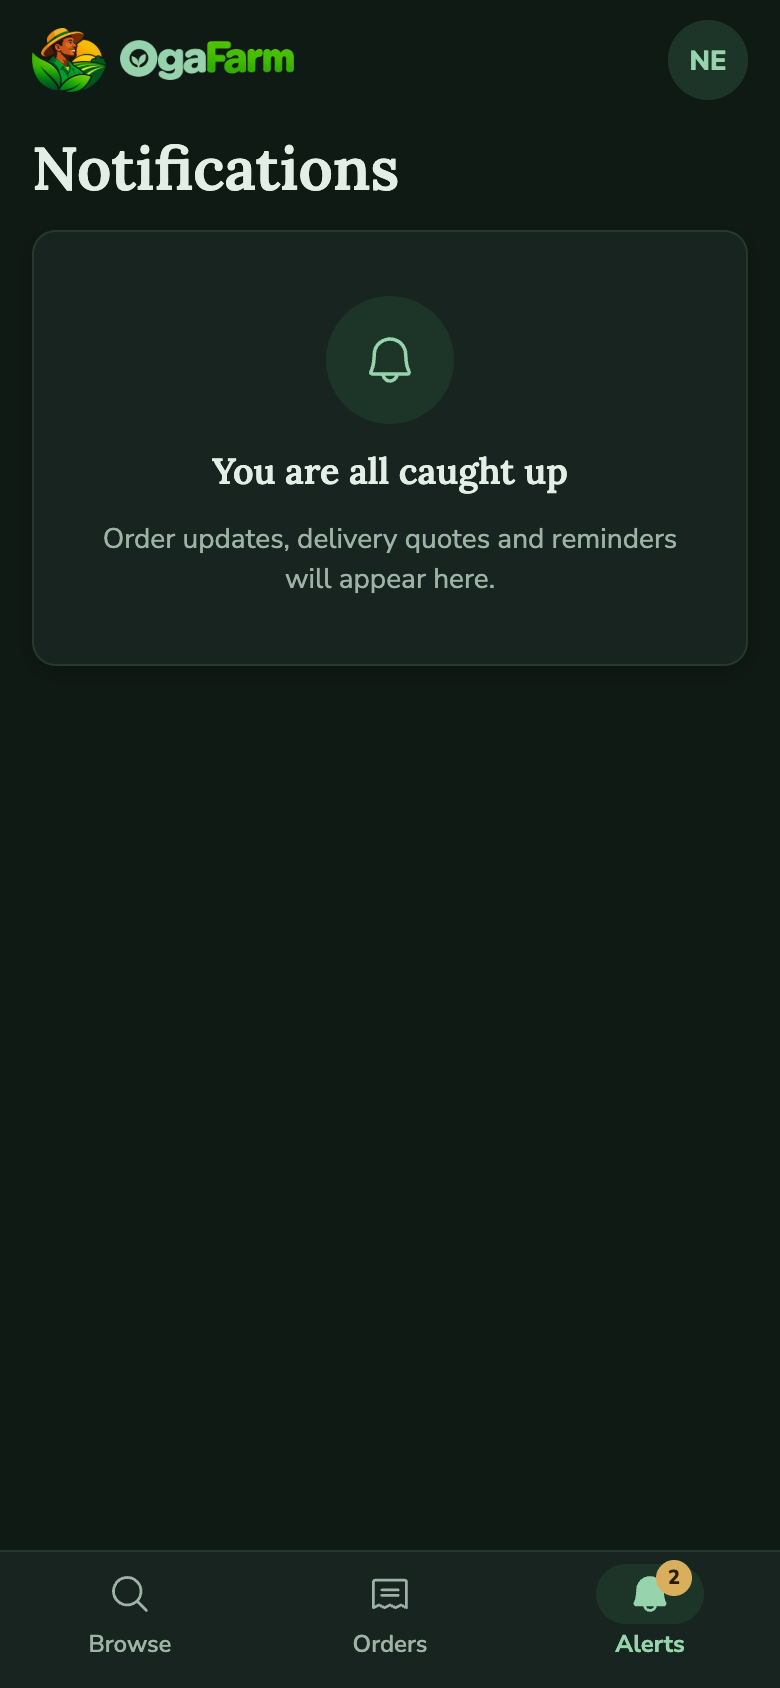 OgaFarm
NE
Notifications
You are all caught up
Order updates, delivery quotes and reminders
will appear here.
2
Browse
Orders
Alerts